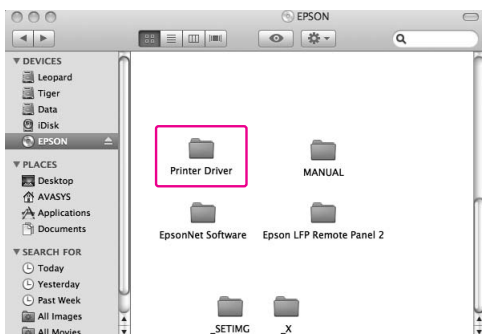 EPSON
DEVICES
Leopard
Tiger
Data
iDisk
EPSON
PLACES
Desktop
AVASYS
Applications
Documents
SEARCH FOR
Today
Yesterday
Past Week
All Images
All Movies
Printer Driver
MANUAL
EpsonNet Software
Epson LFP Remote Panel 2
_SETIMG
_X